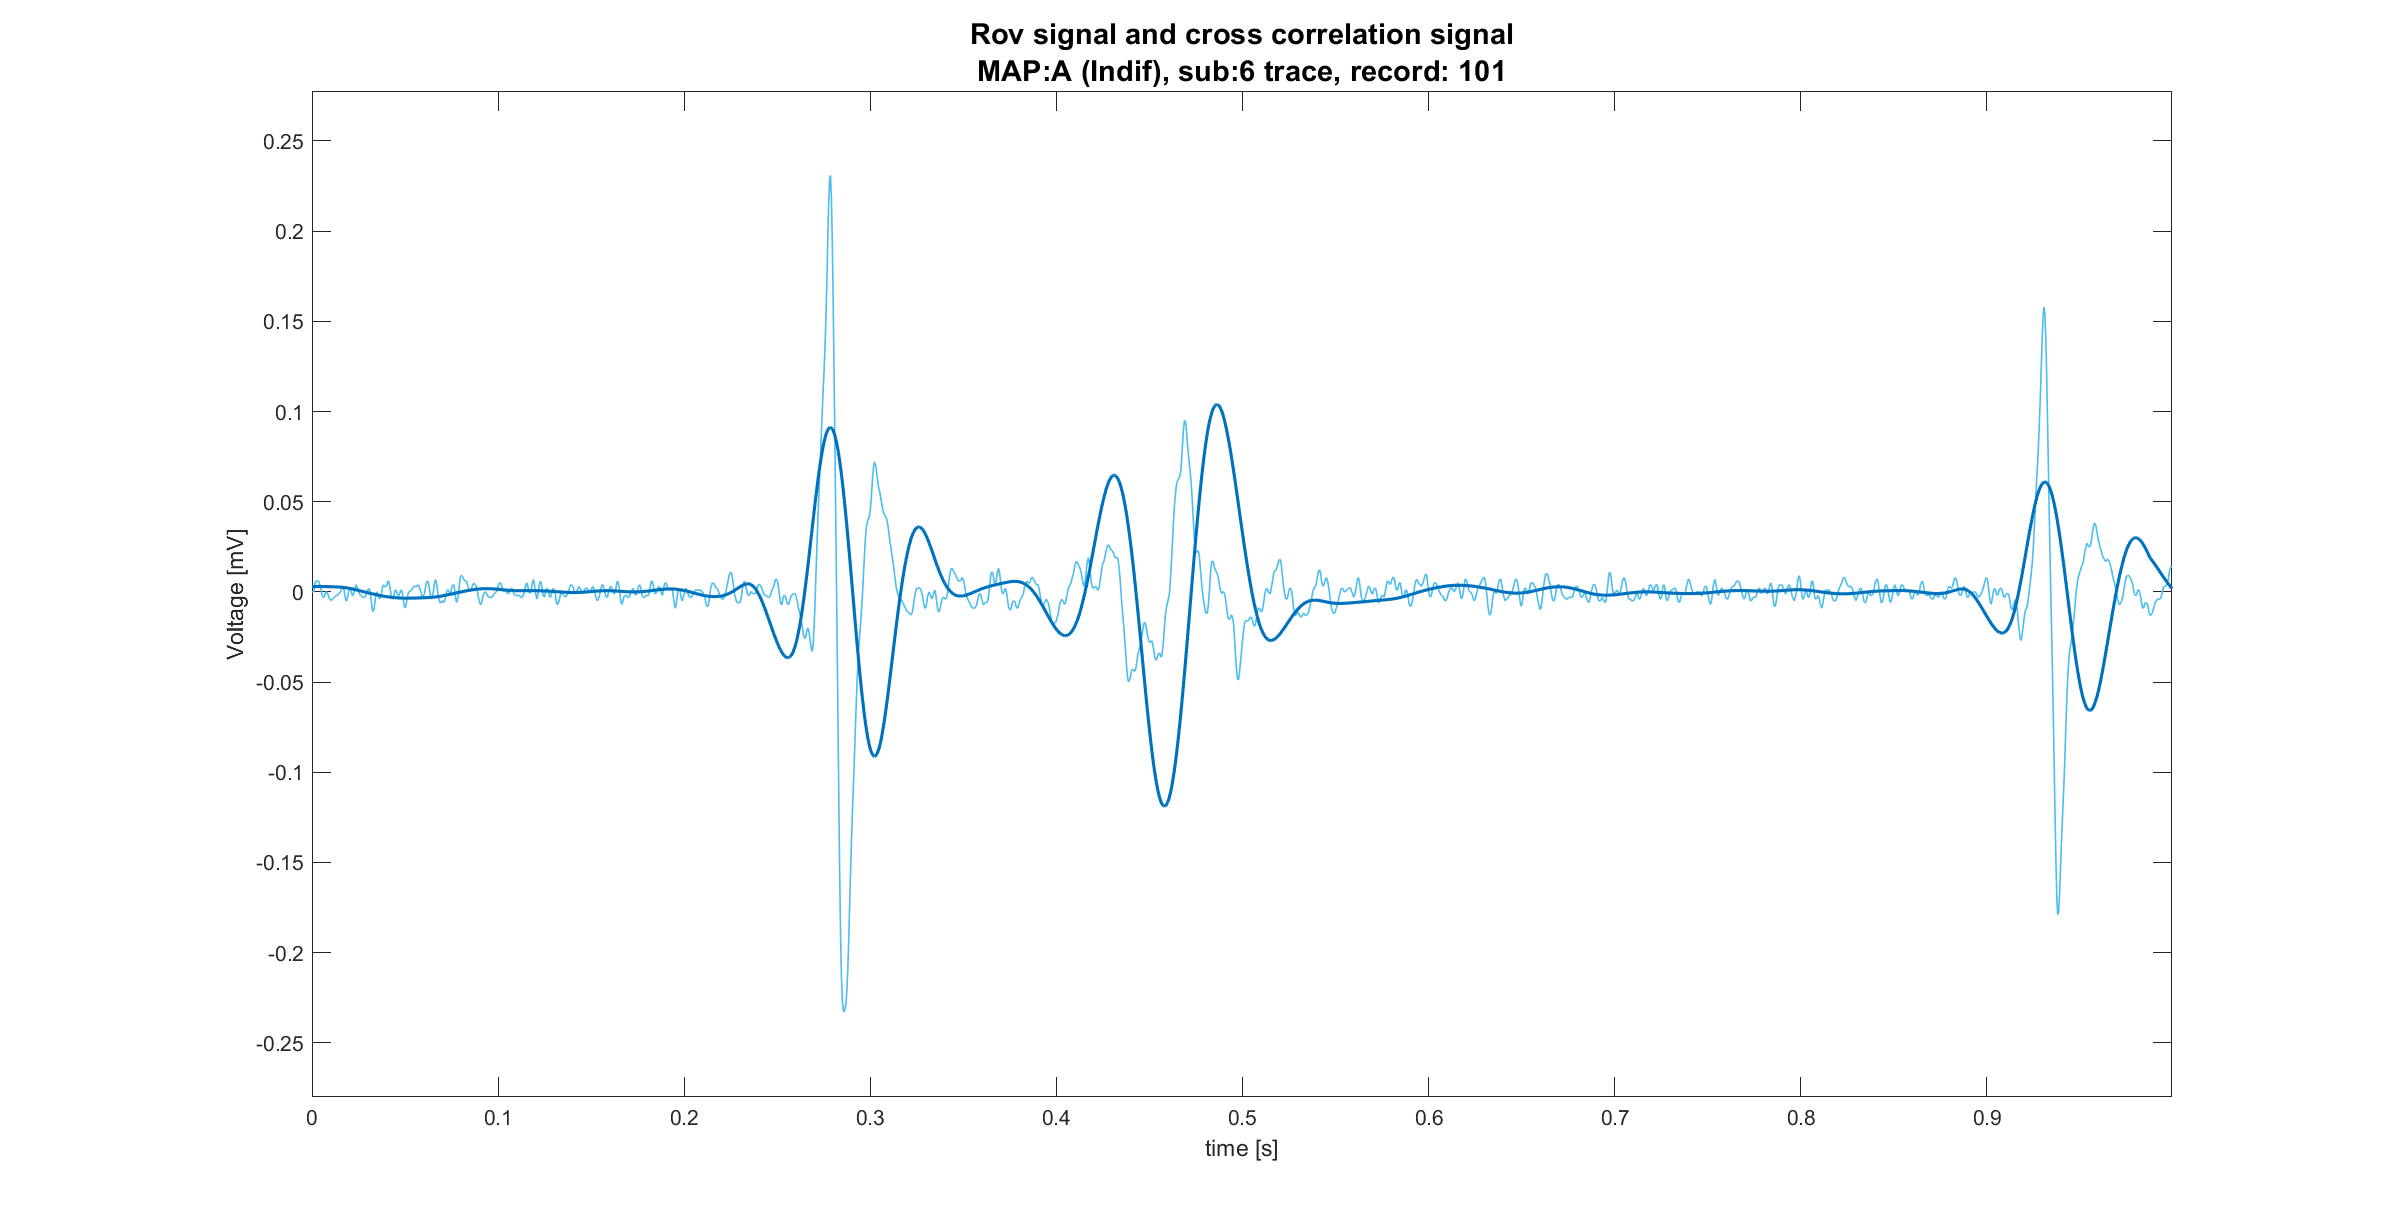 Rov signal and cross correlation signal
MAP:A (Indif), sub:6 trace, record: 101
0.25
0.2
0.15
0.1
0.05
0
-0.05
-0.1
-0.15
-0.2
-0.25
Voltage [mV]
0 0.1 0.2 0.3 0.4 0.5 0.6 0.7 0.8 0.9
time [s]